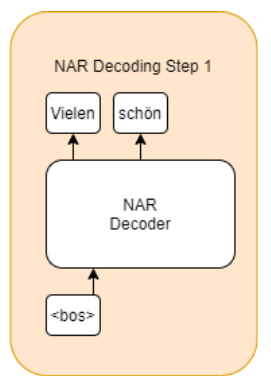 NAR Decoding Step 1
Vielen schön
NAR
Decoder
<bos>